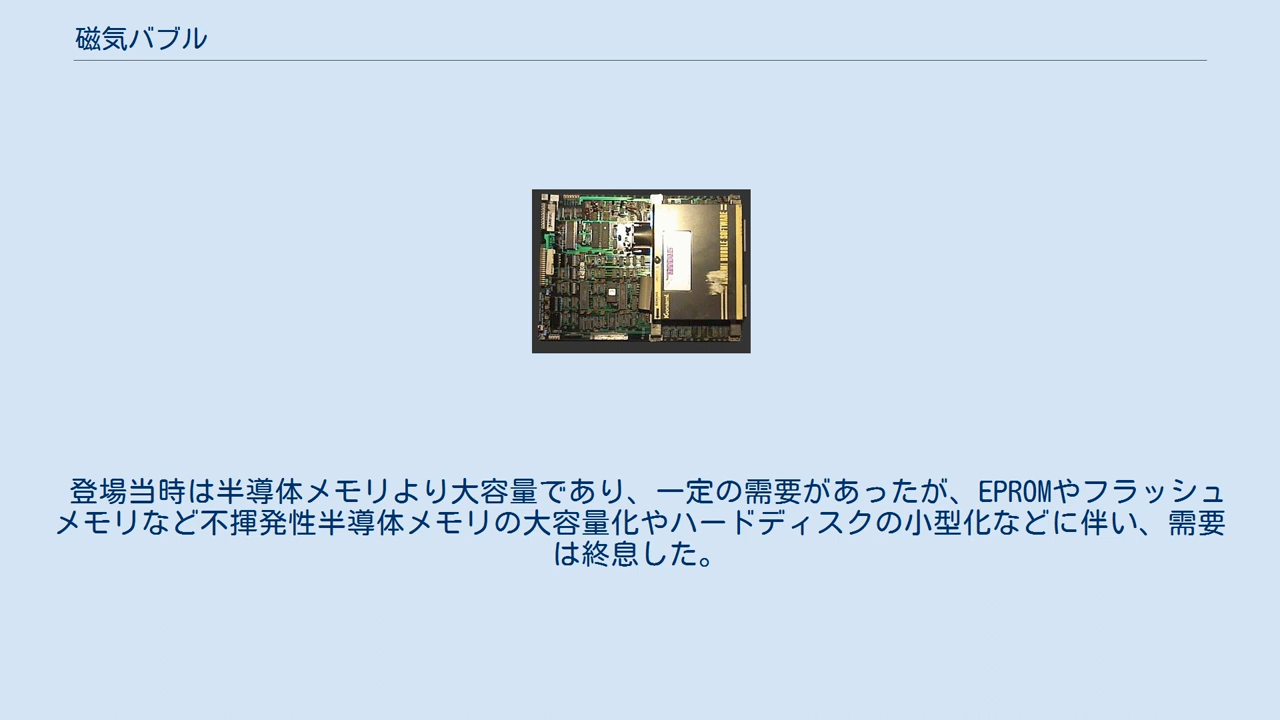 磁気バブル
BUBBLE SOFTWARE
Konami
登場当時は半導体メモリより大容量であり、一定の需要があったが、EPROMやフラッシュ
メモリなど不揮発性半導体メモリの大容量化やハードディスクの小型化などに伴い、需要
は終息した。